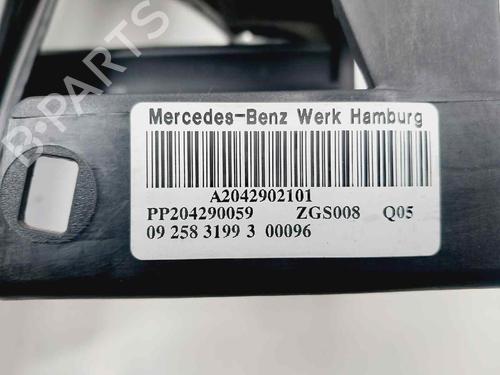 B-PARTS
Mercedes-Benz Werk Hamburg
A2042902101
PP204290059 ZGS008 Q05
09 258 3199 3 00096